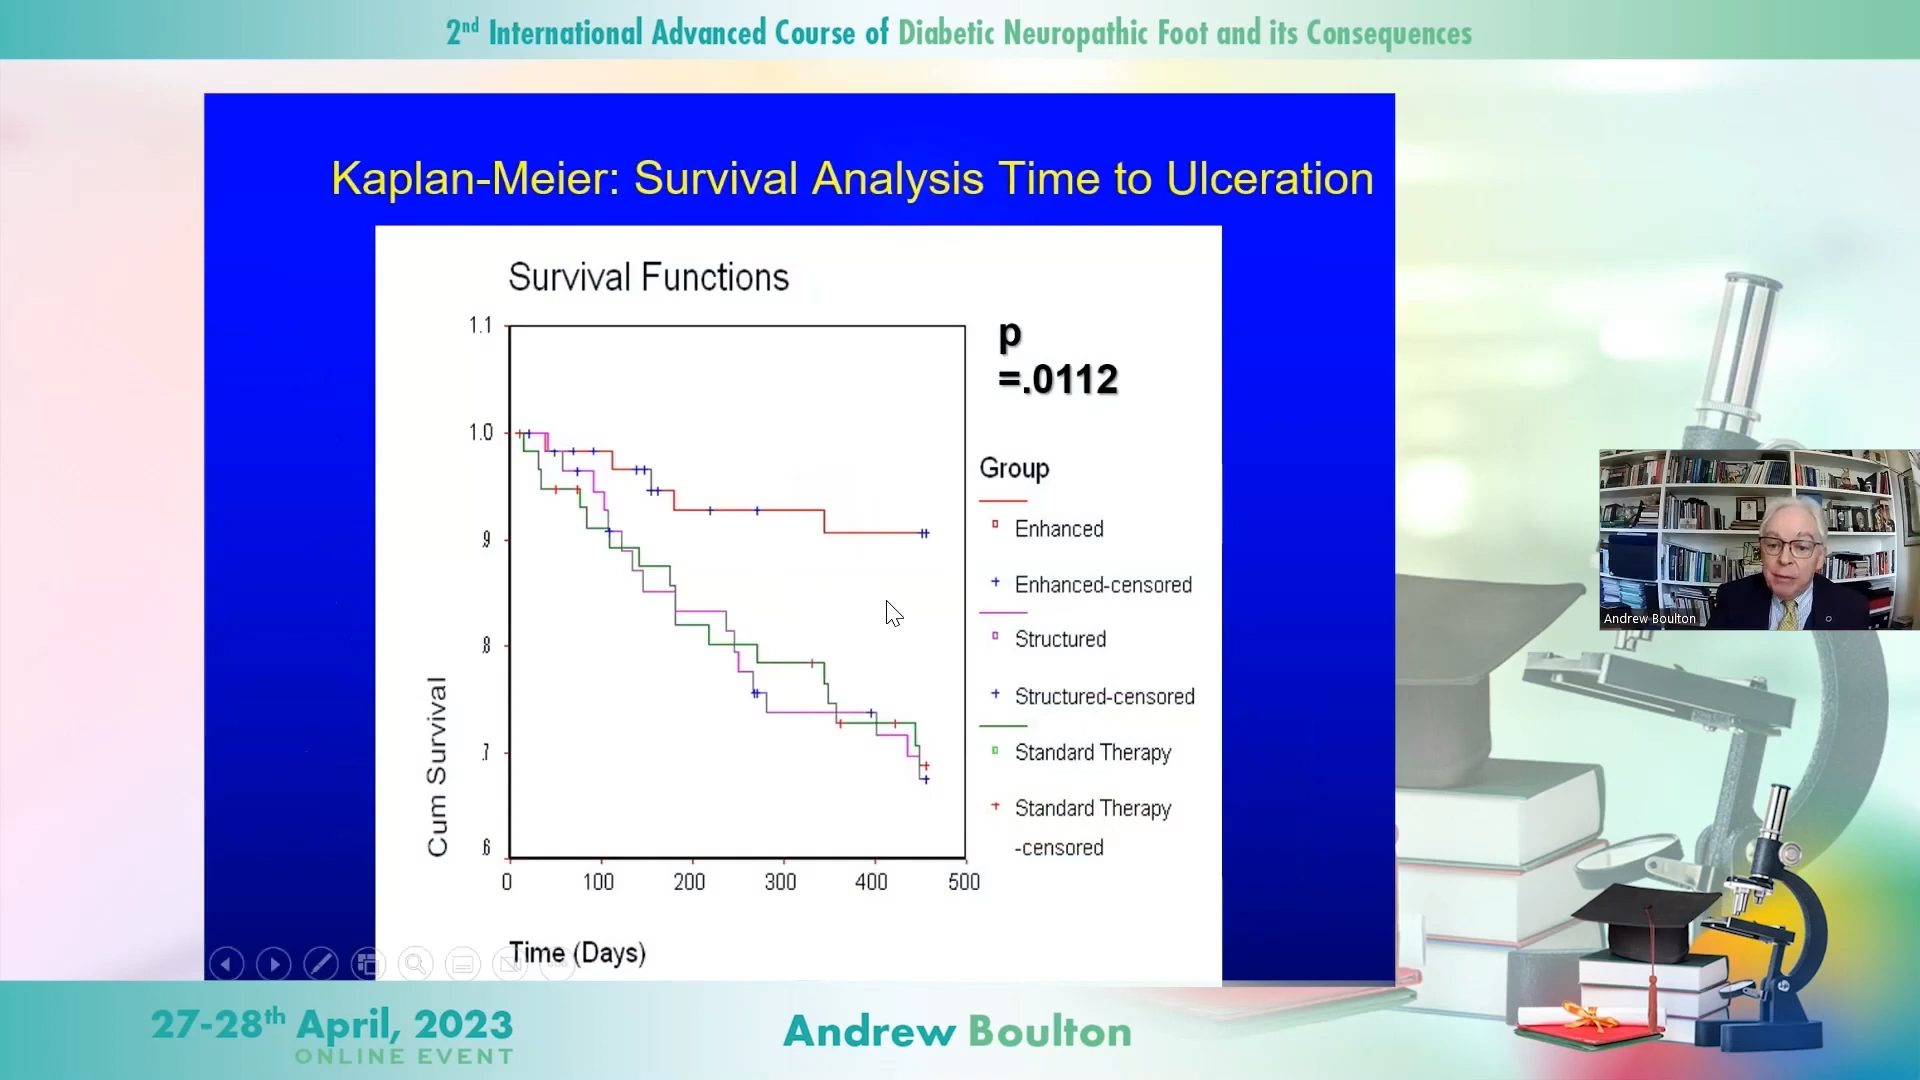 2nd International Advanced Course of Diabetic Neuropathic Foot and its Consequences
Kaplan-Meier: Survival Analysis Time to Ulceration
Survival Functions
p
=.0112
1.1
1.0
.9
.8
.7
.6
Cum Survival
0 100 200 300 400 500
Time (Days)
Group
Enhanced
Enhanced-censored
Structured
Structured-censored
Standard Therapy
Standard Therapy
-censored
Andrew Boulton
27-28th April, 2023
ONLINE EVENT
Andrew Boulton